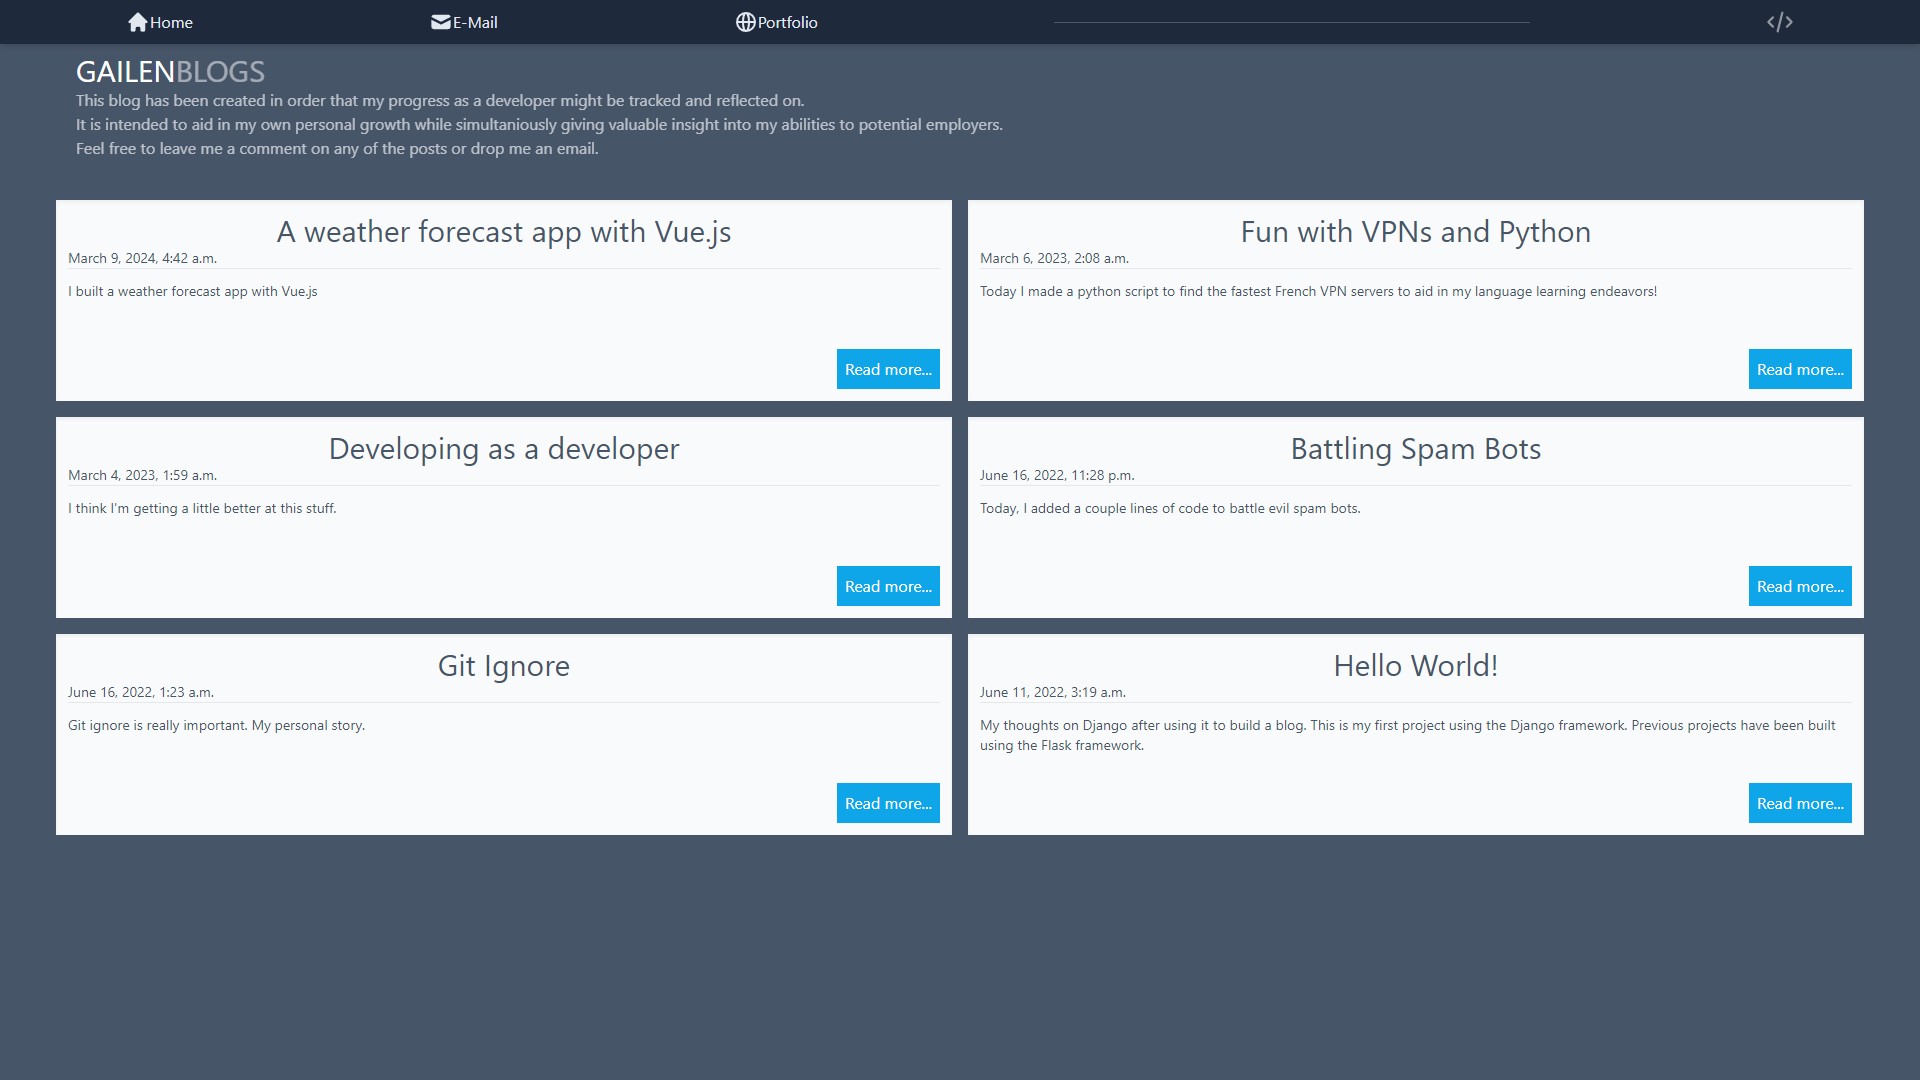 Home
E-Mail
Portfolio
GAILENBLOGS
This blog has been created in order that my progress as a developer might be tracked and reflected on.
It is intended to aid in my own personal growth while simultaniously giving valuable insight into my abilities to potential employers.
Feel free to leave me a comment on any of the posts or drop me an email.
A weather forecast app with Vue.js
March 9, 2024, 4:42 a.m.
I built a weather forecast app with Vue.js
Read more...
Fun with VPNs and Python
March 6, 2023, 2:08 a.m.
Today I made a python script to find the fastest French VPN servers to aid in my language learning endeavors!
Read more...
Developing as a developer
March 4, 2023, 1:59 a.m.
I think I'm getting a little better at this stuff.
Read more...
Battling Spam Bots
June 16, 2022, 11:28 p.m.
Today, I added a couple lines of code to battle evil spam bots.
Read more...
Git Ignore
June 16, 2022, 1:23 a.m.
Git ignore is really important. My personal story.
Read more...
Hello World!
June 11, 2022, 3:19 a.m.
My thoughts on Django after using it to build a blog. This is my first project using the Django framework. Previous projects have been built
using the Flask framework.
Read more...